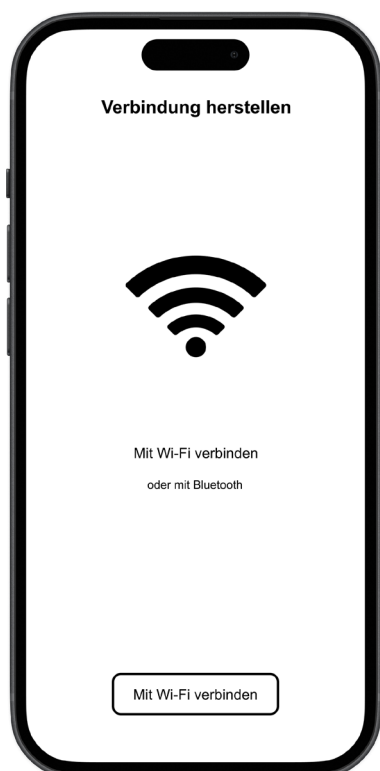 Verbindung herstellen
Mit Wi-Fi verbinden
oder mit Bluetooth
Mit Wi-Fi verbinden